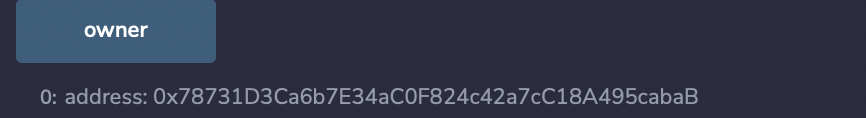 owner
0: address: 0x78731D3Ca6b7E34aC0F824c42a7cC18A495cabaB